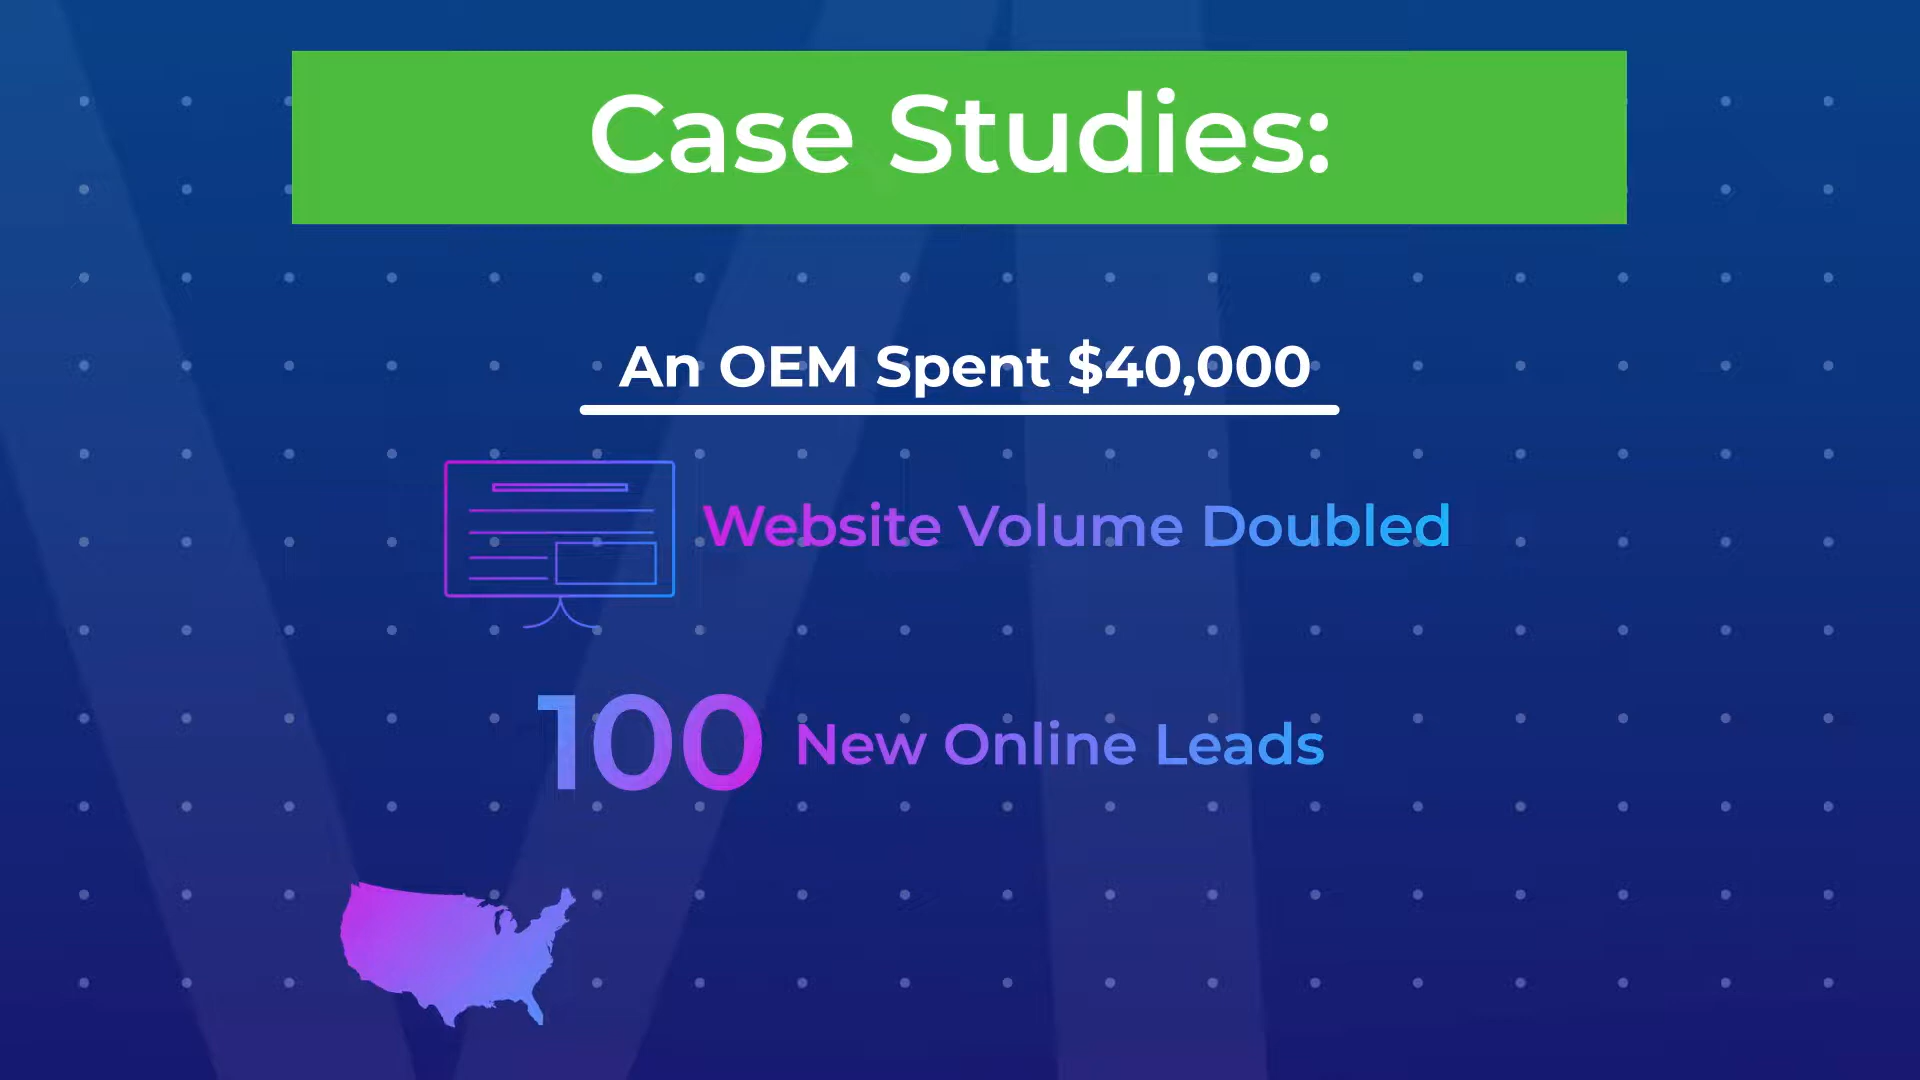 Case Studies:
An OEM Spent $40,000
Website Volume Doubled
100 New Online Leads